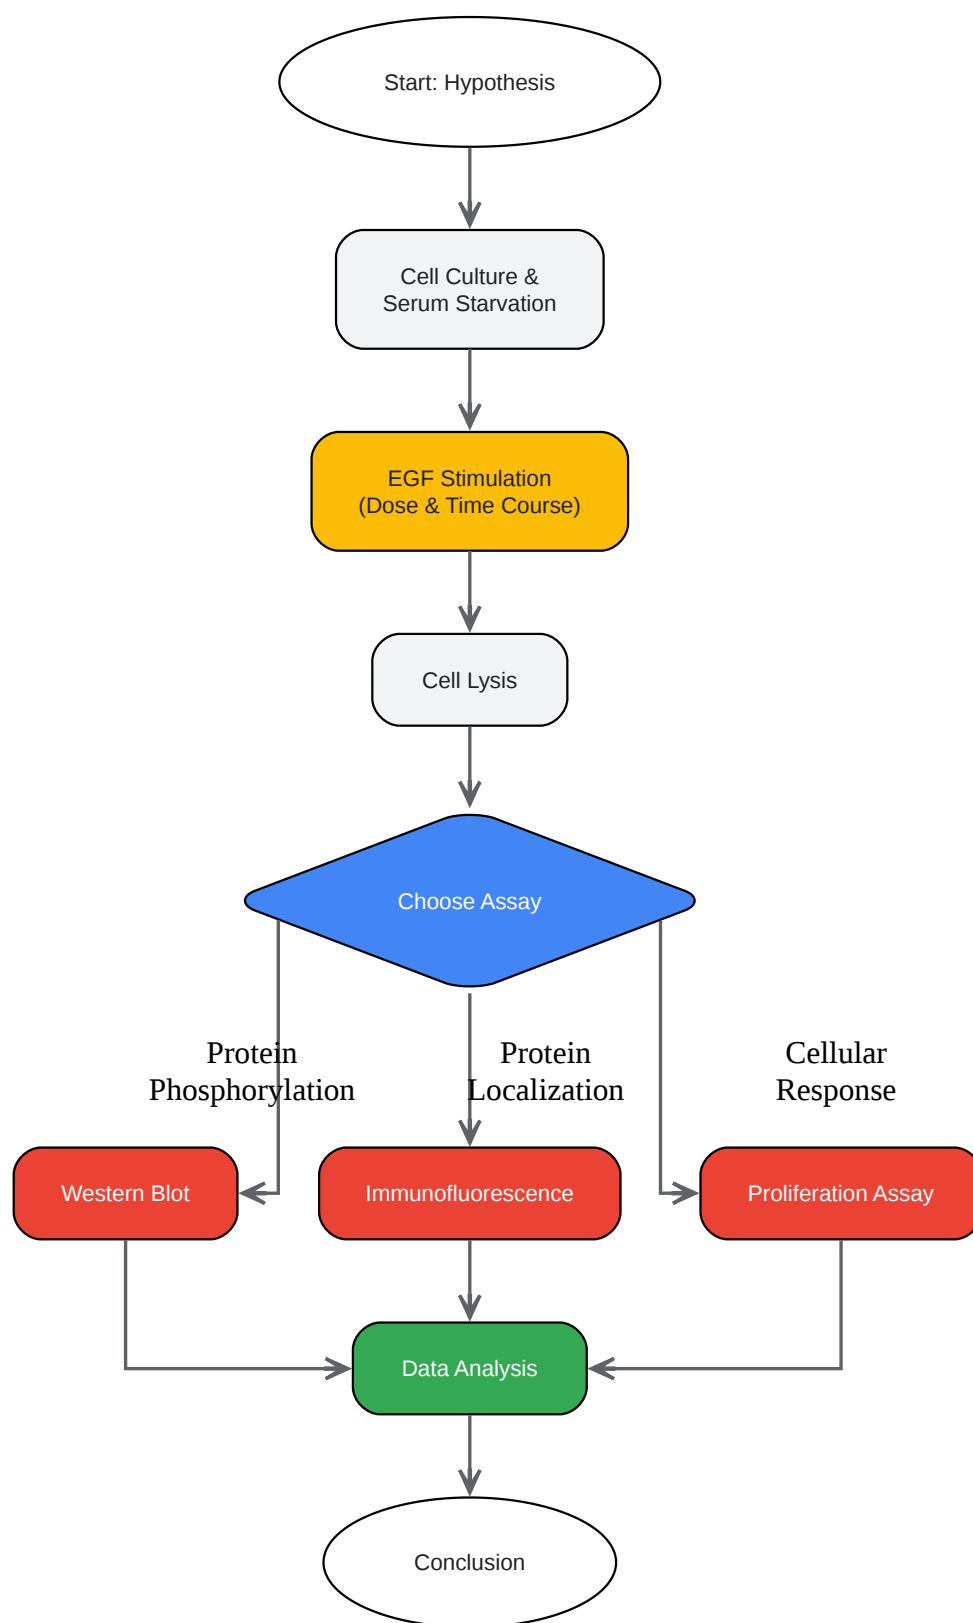 Start: Hypothesis
Cell Culture &
Serum Starvation
EGF Stimulation
(Dose & Time Course)
Cell Lysis
Choose Assay
Protein
Phosphorylation
Protein
Localization
Cellular
Response
Western Blot
Immunofluorescence
Proliferation Assay
Data Analysis
Conclusion